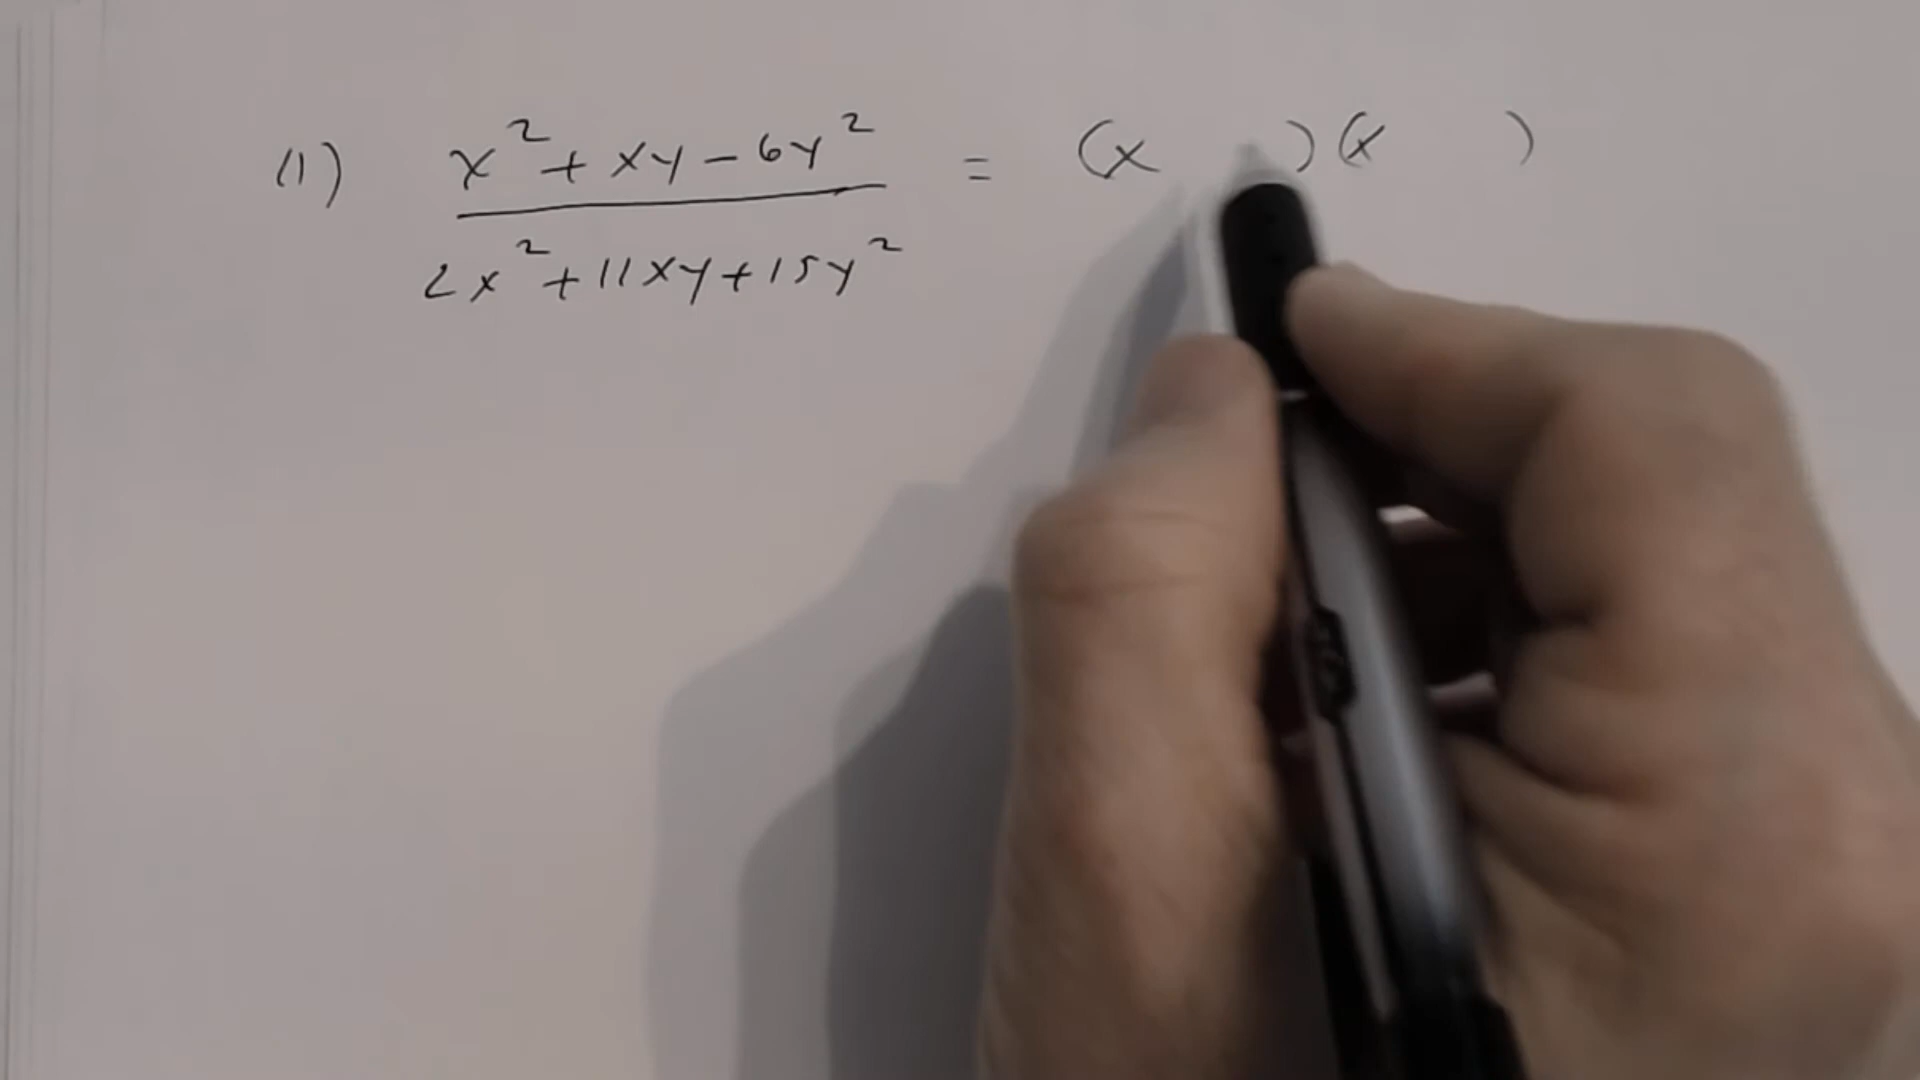 (1) x² + xy - 6y² = (x )(x )
2x² + 11xy + 15y²